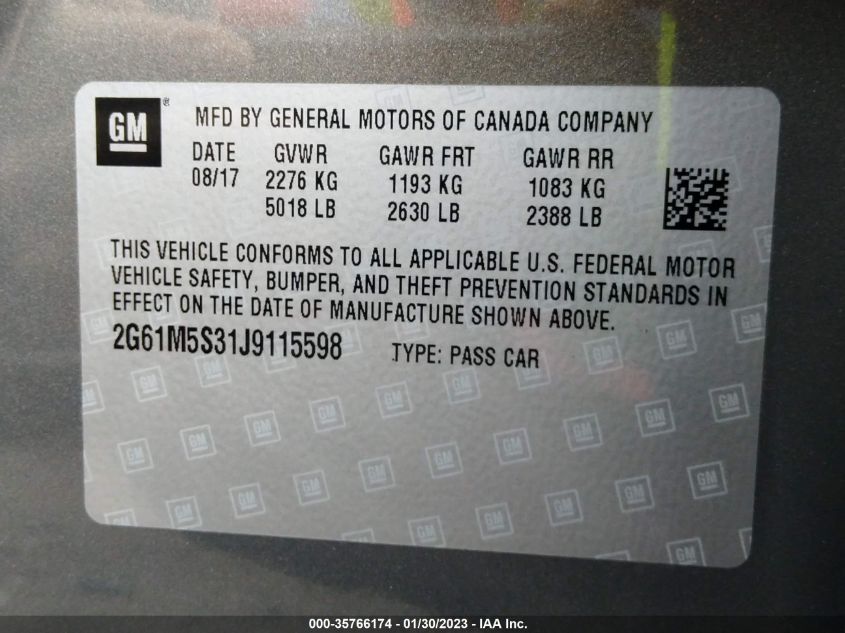 GM ® MFD BY GENERAL MOTORS OF CANADA COMPANY
DATE GVWR GAWR FRT GAWR RR
08/17 2276 KG 1193 KG 1083 KG
5018 LB 2630 LB 2388 LB
THIS VEHICLE CONFORMS TO ALL APPLICABLE U.S. FEDERAL MOTOR
VEHICLE SAFETY, BUMPER, AND THEFT PREVENTION STANDARDS IN
EFFECT ON THE DATE OF MANUFACTURE SHOWN ABOVE.
2G61M5S31J9115598 TYPE: PASS CAR
000-35766174 - 01/30/2023 - IAA Inc.